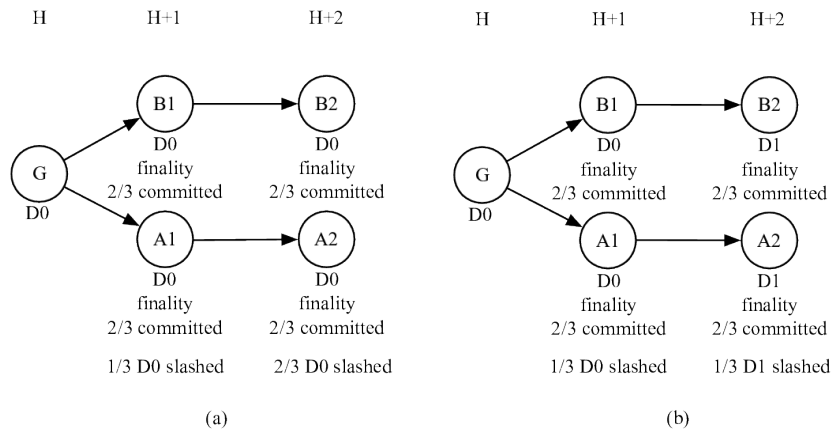 H H+1 H+2
B1 B2
D0 D0
finality finality
2/3 committed 2/3 committed
G
D0
A1 A2
D0 D0
finality finality
2/3 committed 2/3 committed
1/3 D0 slashed 2/3 D0 slashed
(a)
H H+1 H+2
B1 B2
D0 D1
finality finality
2/3 committed 2/3 committed
G
D0
A1 A2
D0 D1
finality finality
2/3 committed 2/3 committed
1/3 D0 slashed 1/3 D1 slashed
(b)